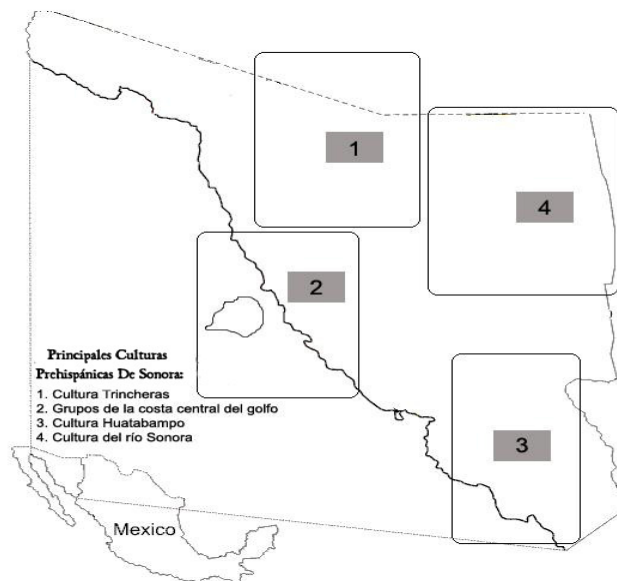 1
4
2
Principales Culturas
Prehispánicas De Sonora:
1. Cultura Trincheras
2. Grupos de la costa central del golfo
3. Cultura Huatabampo
4. Cultura del río Sonora
3
Mexico